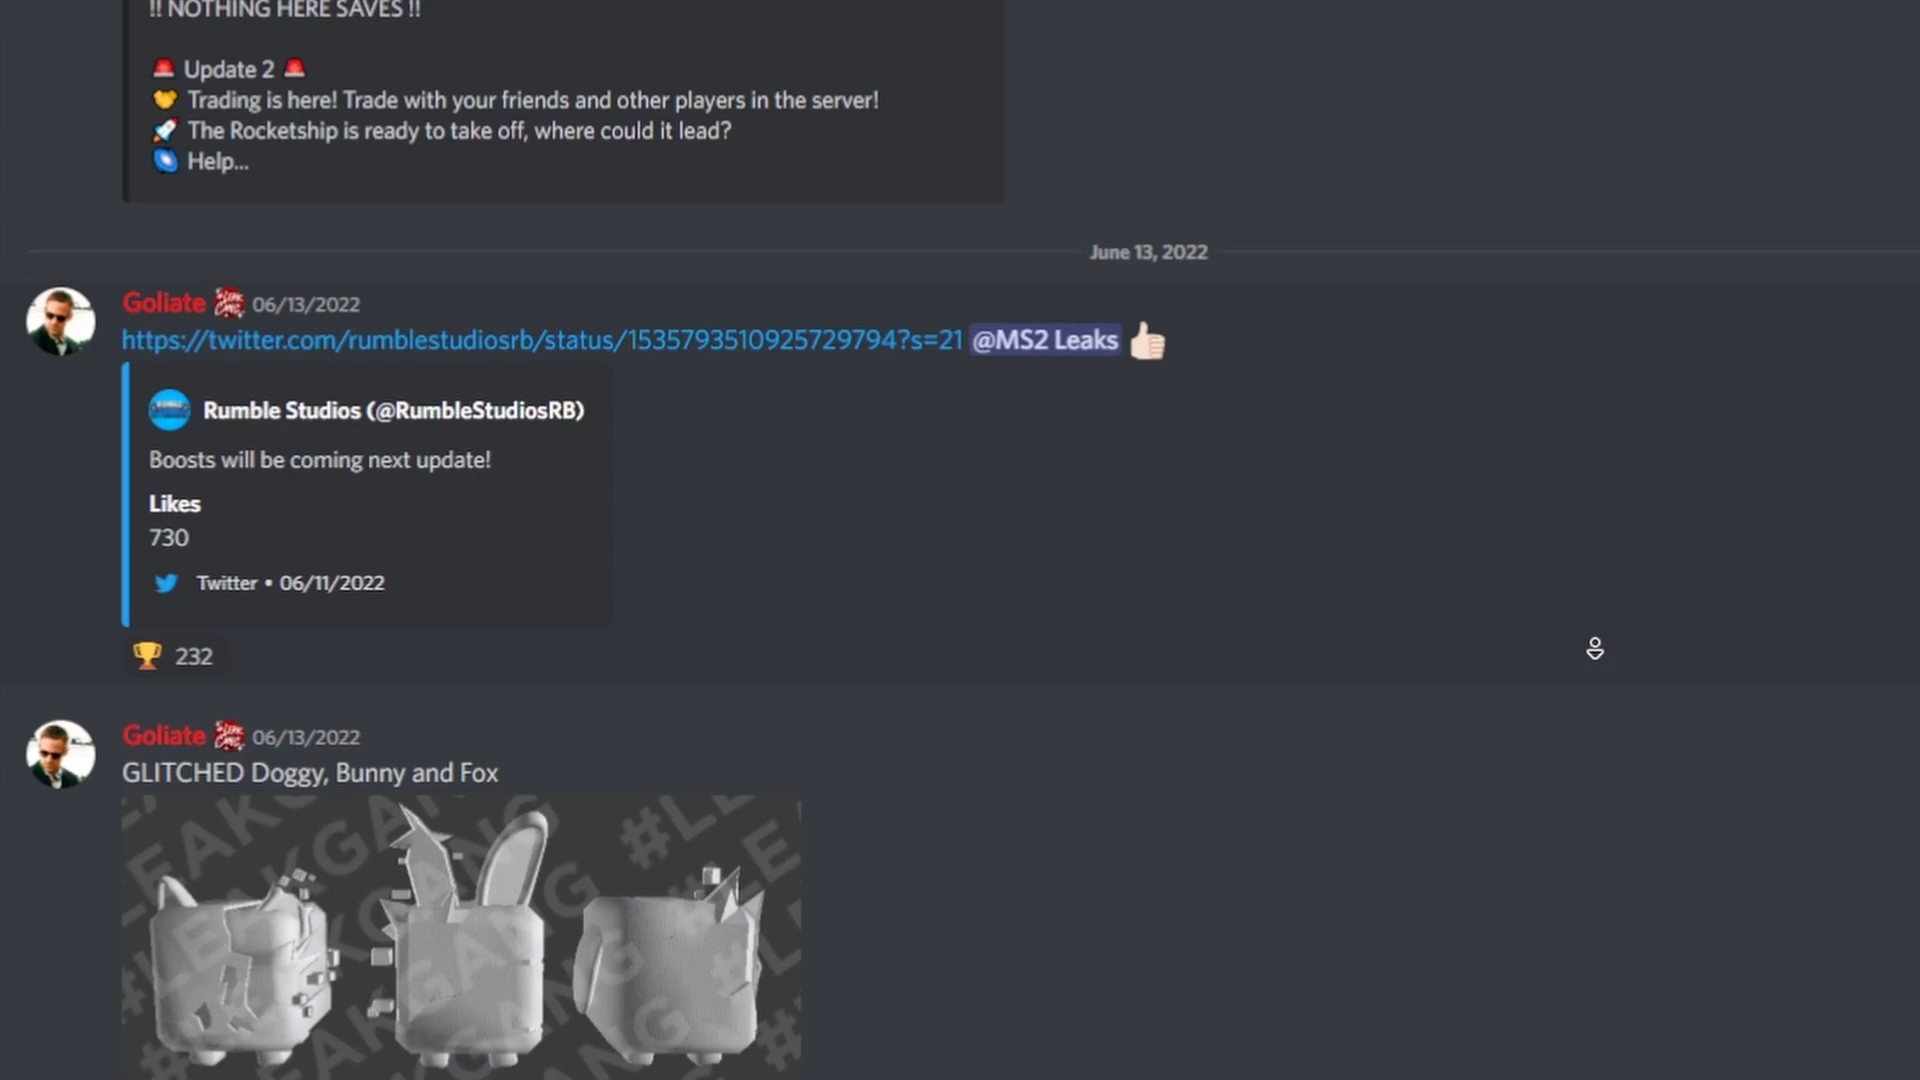 !! NOTHING HERE SAVES !!
🚨 Update 2 🚨
🤝 Trading is here! Trade with your friends and other players in the server!
🚀 The Rocketship is ready to take off, where could it lead?
🌀 Help...
June 13, 2022
Goliate 06/13/2022
https://twitter.com/rumblestudiosrb/status/1535793510925729794?s=21 @MS2 Leaks 👍🏻
Rumble Studios (@RumbleStudiosRB)
Boosts will be coming next update!
Likes
730
Twitter • 06/11/2022
🏆 232
Goliate 06/13/2022
GLITCHED Doggy, Bunny and Fox
#LEAKGANG